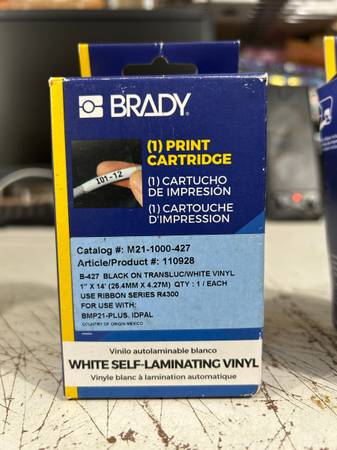 BRADY
(1) PRINT
CARTRIDGE
(1) CARTUCHO
DE IMPRESIÓN
(1) CARTOUCHE
D'IMPRESSION
I01-12
Catalog #: M21-1000-427
Article/Product #: 110928
B-427 BLACK ON TRANSLUC/WHITE VINYL
1" X 14' (25.4MM X 4.27M) QTY : 1 / EACH
USE RIBBON SERIES R4300
FOR USE WITH:
BMP21-PLUS. IDPAL
COUNTRY OF ORIGIN MEXICO
Vinilo autolaminable blanco
WHITE SELF-LAMINATING VINYL
Vinyle blanc à lamination automatique